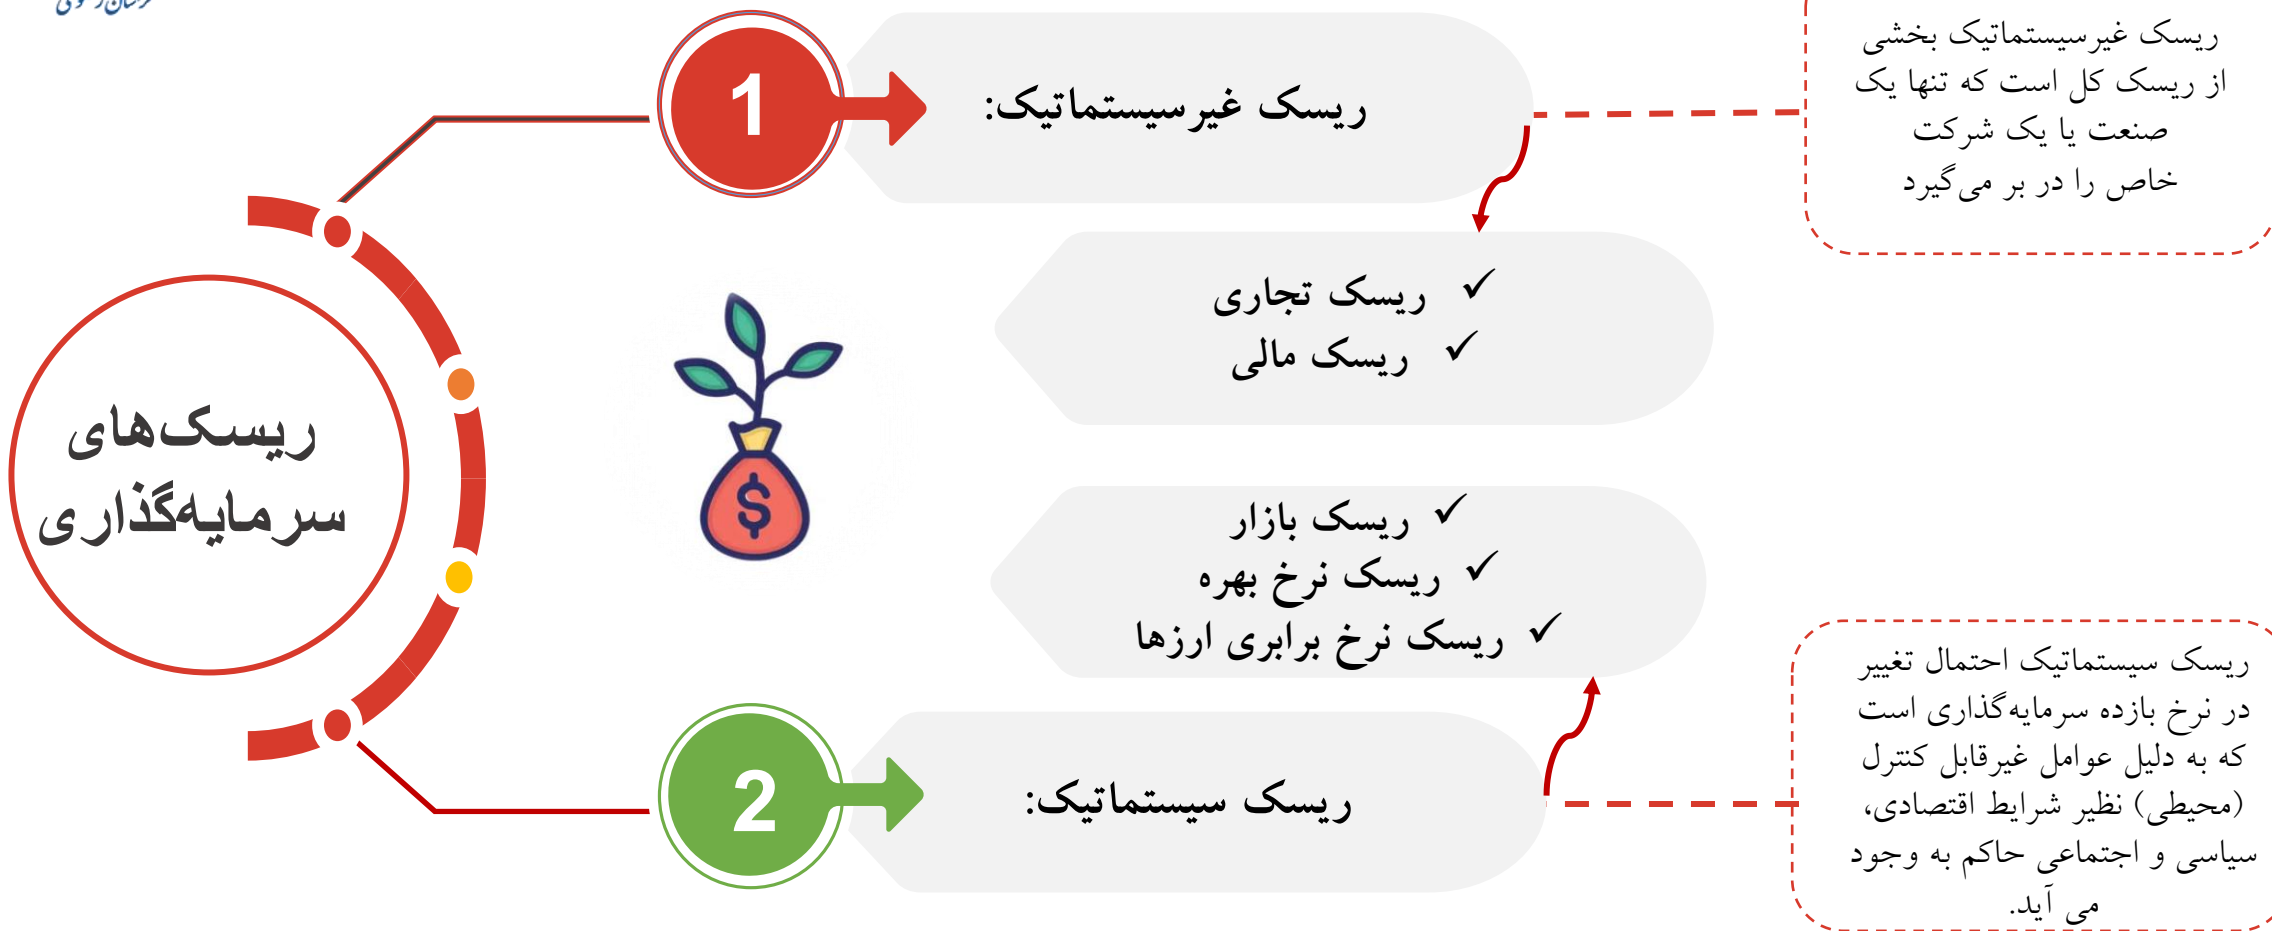 ریسک‌های
سرمایه‌گذاری
1
ریسک غیرسیستماتیک:
ریسک غیرسیستماتیک بخشی
از ریسک کل است که تنها یک
صنعت یا یک شرکت
خاص را در بر می‌گیرد
✓ ریسک تجاری
✓ ریسک مالی
$
✓ ریسک بازار
✓ ریسک نرخ بهره
✓ ریسک نرخ برابری ارزها
2
ریسک سیستماتیک:
ریسک سیستماتیک احتمال تغییر
در نرخ بازده سرمایه‌گذاری است
که به دلیل عوامل غیرقابل کنترل
(محیطی) نظیر شرایط اقتصادی،
سیاسی و اجتماعی حاکم به وجود
می آید.